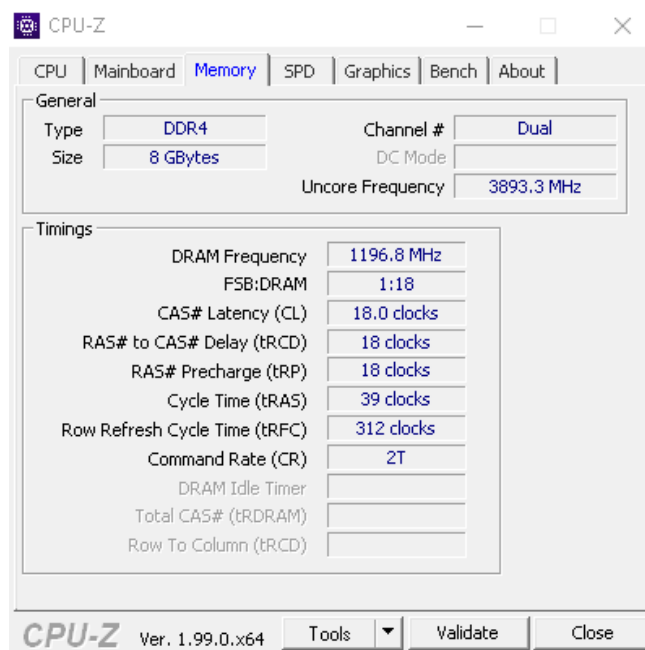 CPU-Z
CPU Mainboard Memory SPD Graphics Bench About
General
Type DDR4 Channel # Dual
Size 8 GBytes DC Mode
Uncore Frequency 3893.3 MHz
Timings
DRAM Frequency 1196.8 MHz
FSB:DRAM 1:18
CAS# Latency (CL) 18.0 clocks
RAS# to CAS# Delay (tRCD) 18 clocks
RAS# Precharge (tRP) 18 clocks
Cycle Time (tRAS) 39 clocks
Row Refresh Cycle Time (tRFC) 312 clocks
Command Rate (CR) 2T
DRAM Idle Timer
Total CAS# (tRDRAM)
Row To Column (tRCD)
CPU-Z Ver. 1.99.0.x64 Tools Validate Close